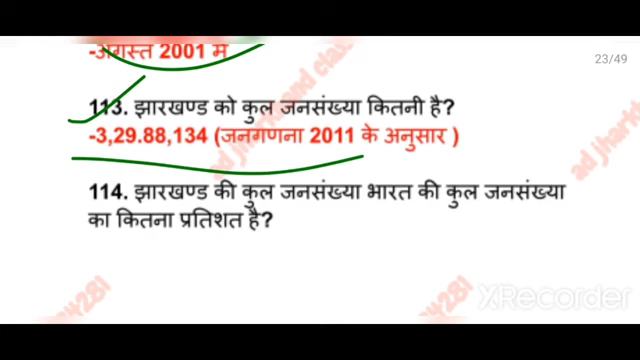 -अगस्त 2001 में
23/49
113. झारखण्ड को कुल जनसंख्या कितनी है?
-3,29.88,134 (जनगणना 2011 के अनुसार )
114. झारखण्ड की कुल जनसंख्या भारत की कुल जनसंख्या
का कितना प्रतिशत है?
XRecorder